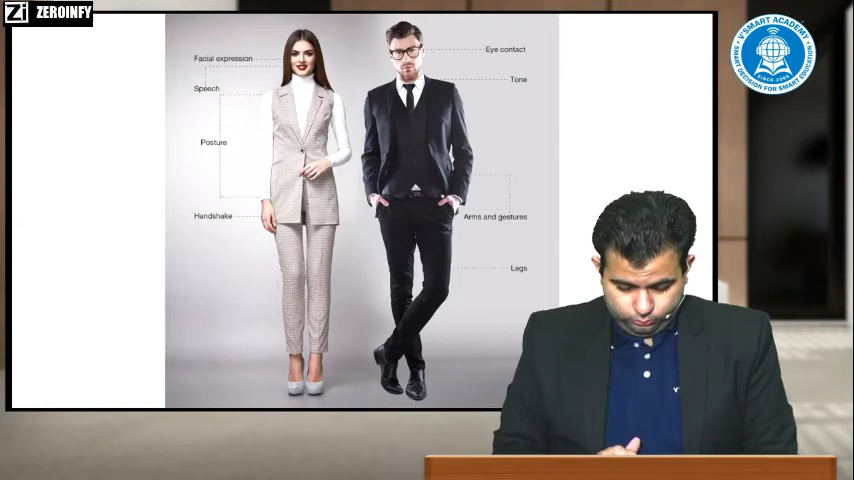 Zi ZEROINFY
Facial expression
Speech
Posture
Handshake
Eye contact
Tone
Arms and gestures
Legs
V'SMART ACADEMY
SMART DECISION FOR SMART EDUCATION
SINCE-2005